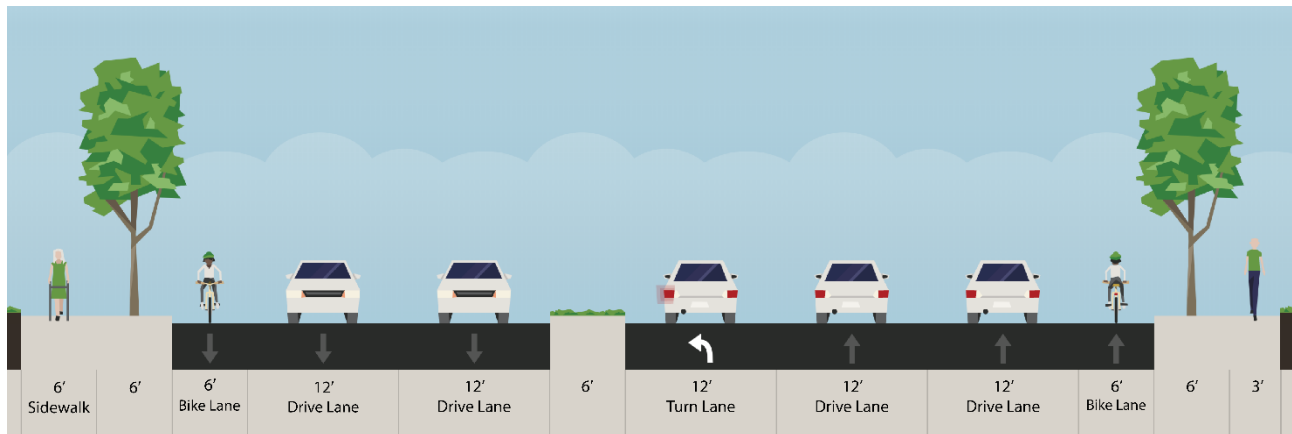 6’ 6’ 6’ 12’ 12’ 6’ 12’ 12’ 12’ 6’ 6’ 3’
Sidewalk Bike Lane Drive Lane Drive Lane Turn Lane Drive Lane Drive Lane Bike Lane